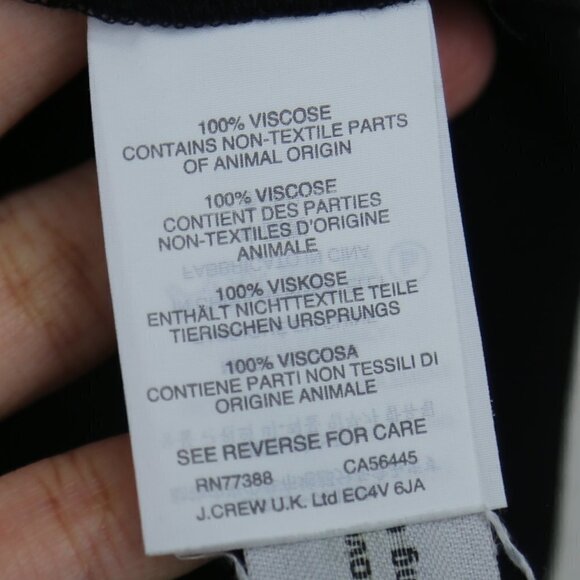 100% VISCOSE
CONTAINS NON-TEXTILE PARTS
OF ANIMAL ORIGIN
100% VISCOSE
CONTIENT DES PARTIES
NON-TEXTILES D'ORIGINE
ANIMALE
100% VISKOSE
ENTHÄLT NICHTTEXTILE TEILE
TIERISCHEN URSPRUNGS
100% VISCOSA
CONTIENE PARTI NON TESSILI DI
ORIGINE ANIMALE
SEE REVERSE FOR CARE
RN77388 CA56445
J.CREW U.K. Ltd EC4V 6JA